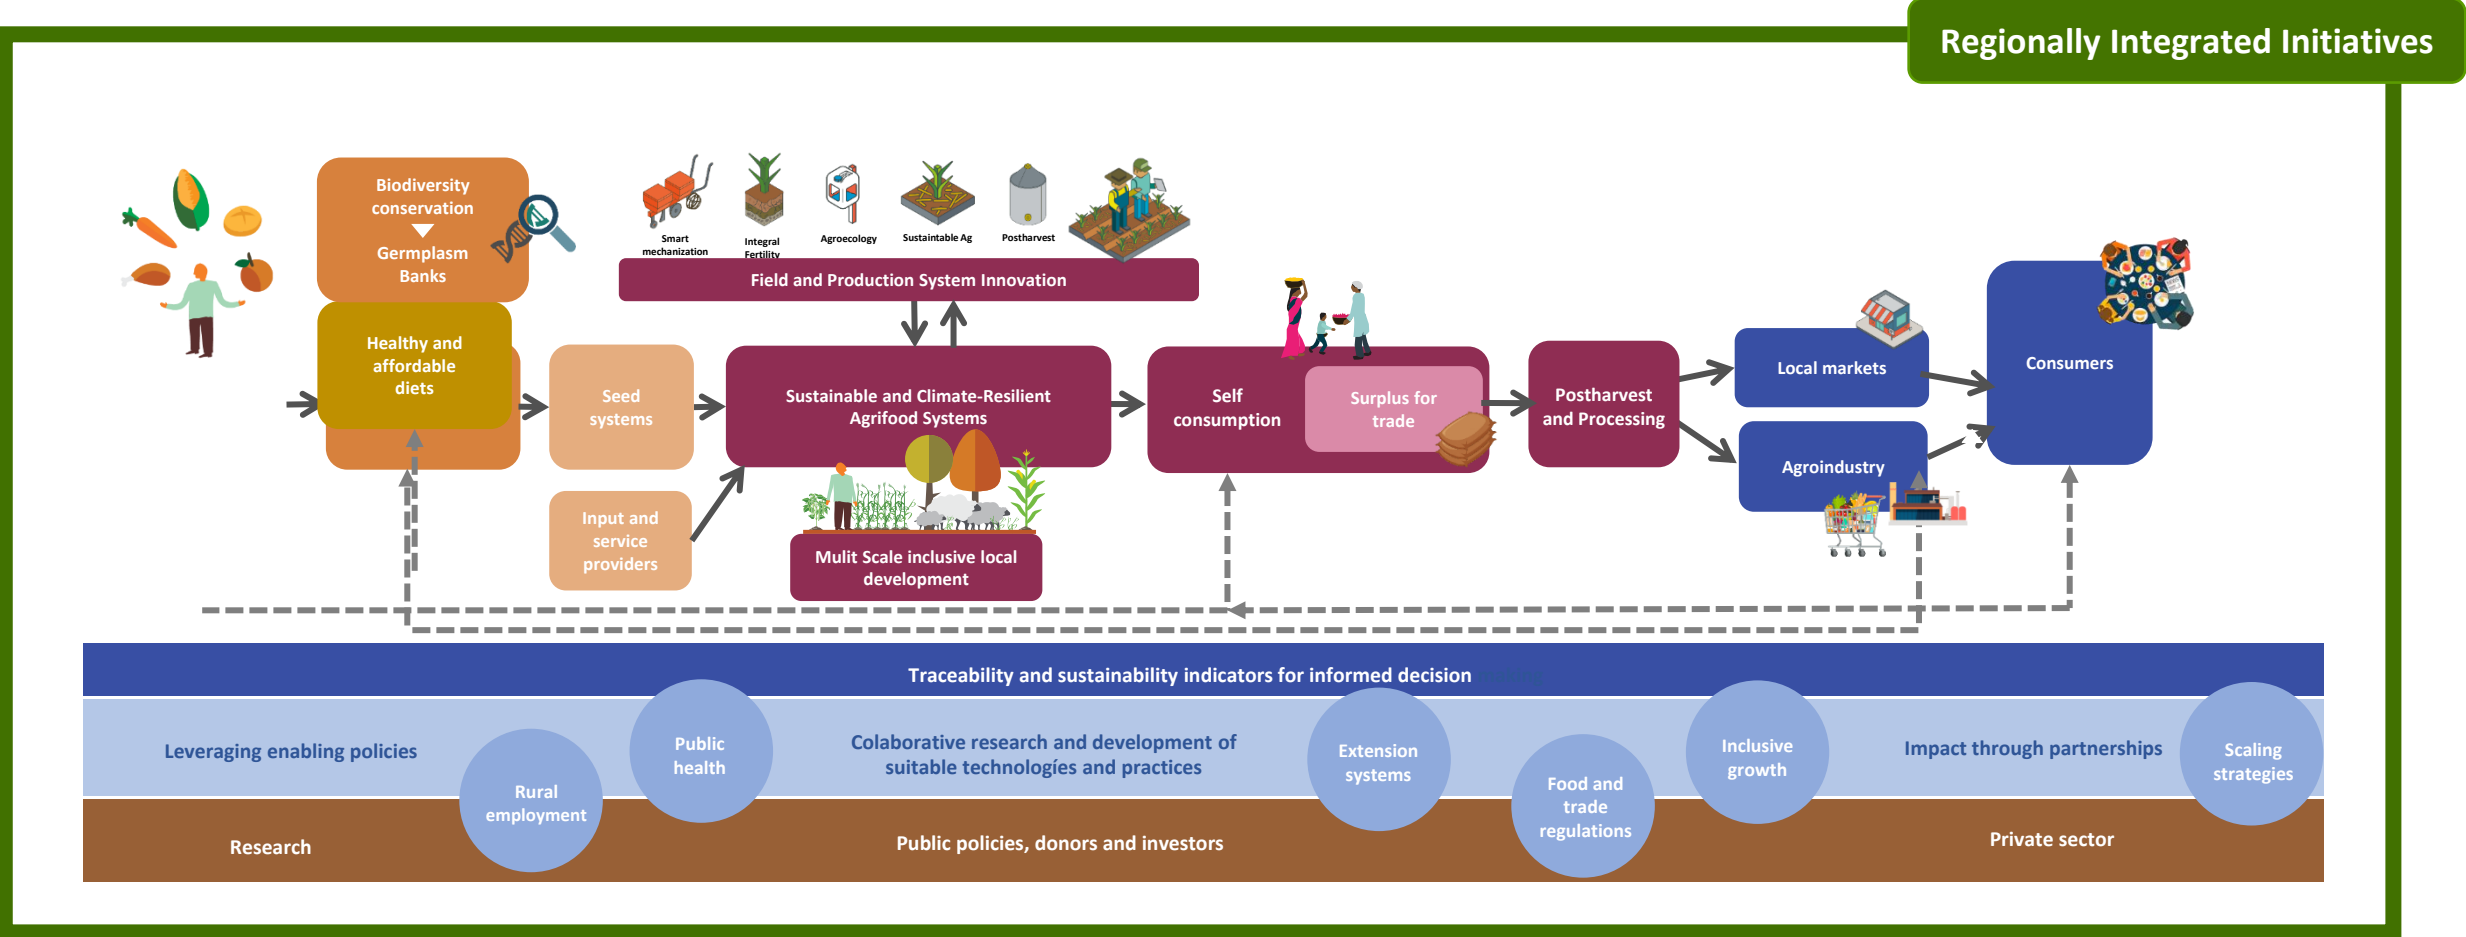 Regionally Integrated Initiatives
Biodiversity
conservation
Germplasm
Banks
Healthy and
affordable
diets
Smart
mechanization
Integral
Fertility
Agroecology
Sustaintable Ag
Postharvest
Field and Production System Innovation
Seed
systems
Input and
service
providers
Sustainable and Climate-Resilient
Agrifood Systems
Mulit Scale inclusive local
development
Self
consumption
Surplus for
trade
Postharvest
and Processing
Local markets
Agroindustry
Consumers
Traceability and sustainability indicators for informed decision
Leveraging enabling policies
Rural
employment
Public
health
Colaborative research and development of
suitable technologíes and practices
Extension
systems
Food and
trade
regulations
Inclusive
growth
Impact through partnerships
Scaling
strategies
Research
Public policies, donors and investors
Private sector